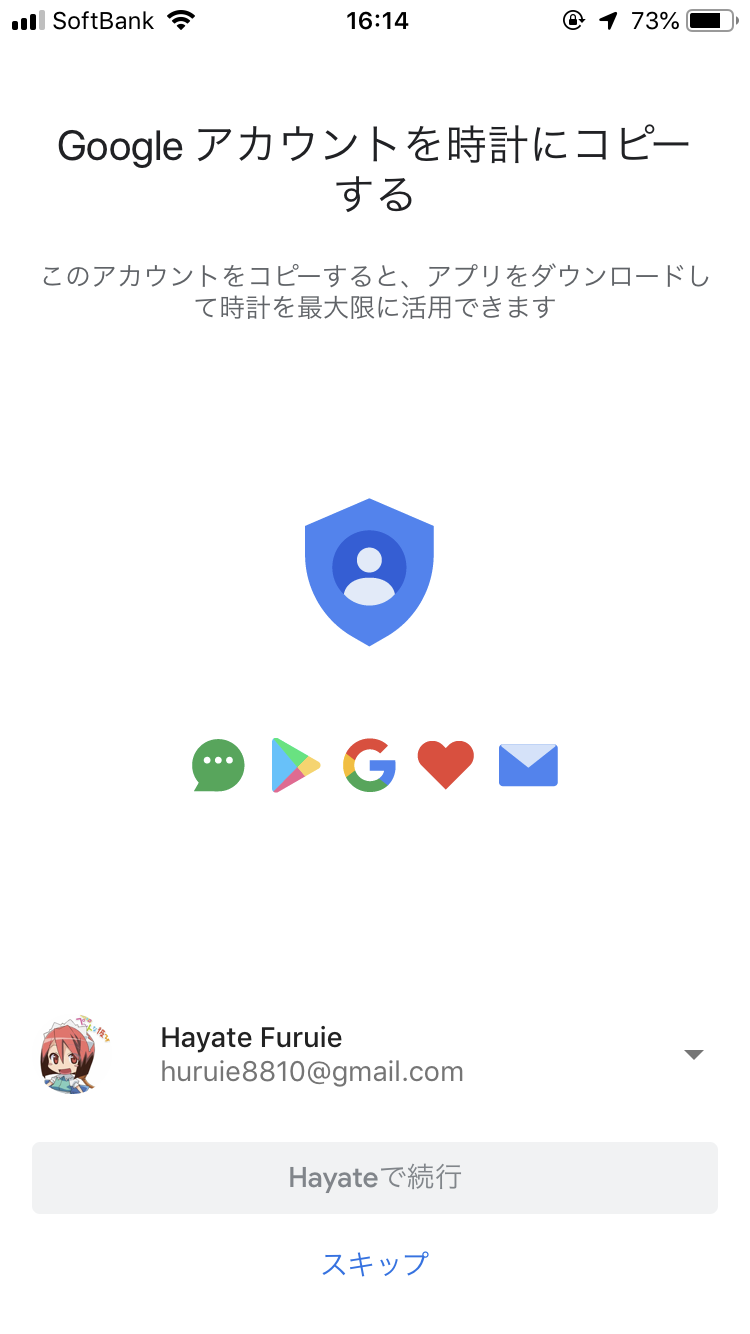 SoftBank 16:14 73%
Google アカウントを時計にコピー
する
このアカウントをコピーすると、アプリをダウンロードし
て時計を最大限に活用できます
Hayate Furuie
huruie8810@gmail.com
Hayateで続行
スキップ